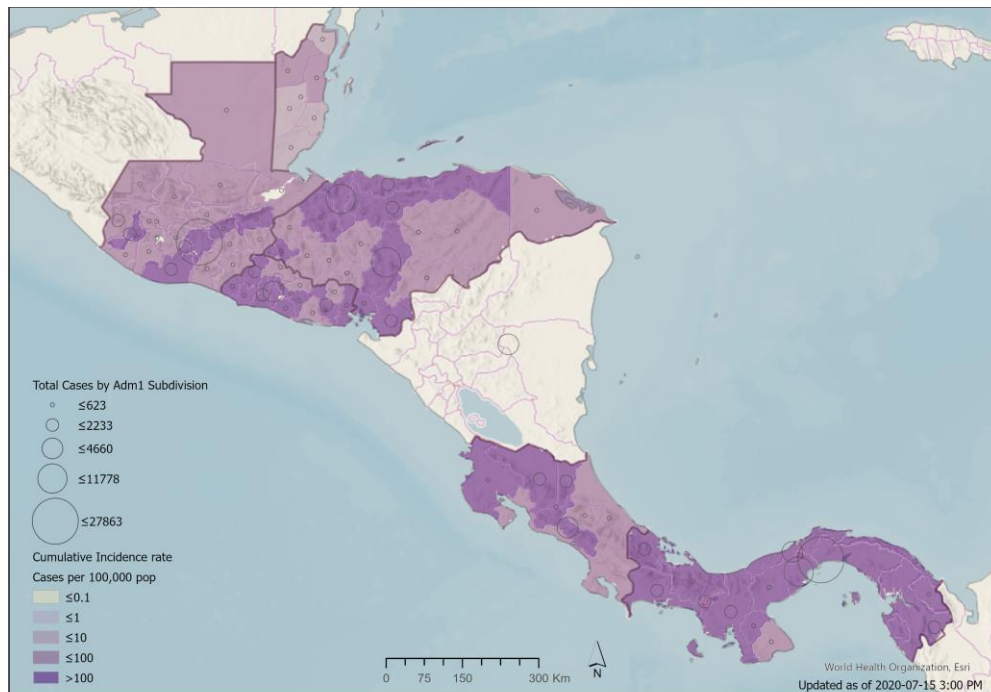 Total Cases by Adm1 Subdivision
≤623
≤2233
≤4660
≤11778
≤27863
Cumulative Incidence rate
Cases per 100,000 pop
≤0.1
≤1
≤10
≤100
>100
0 75 150 300 Km
N
World Health Organization, Esri
Updated as of 2020-07-15 3:00 PM